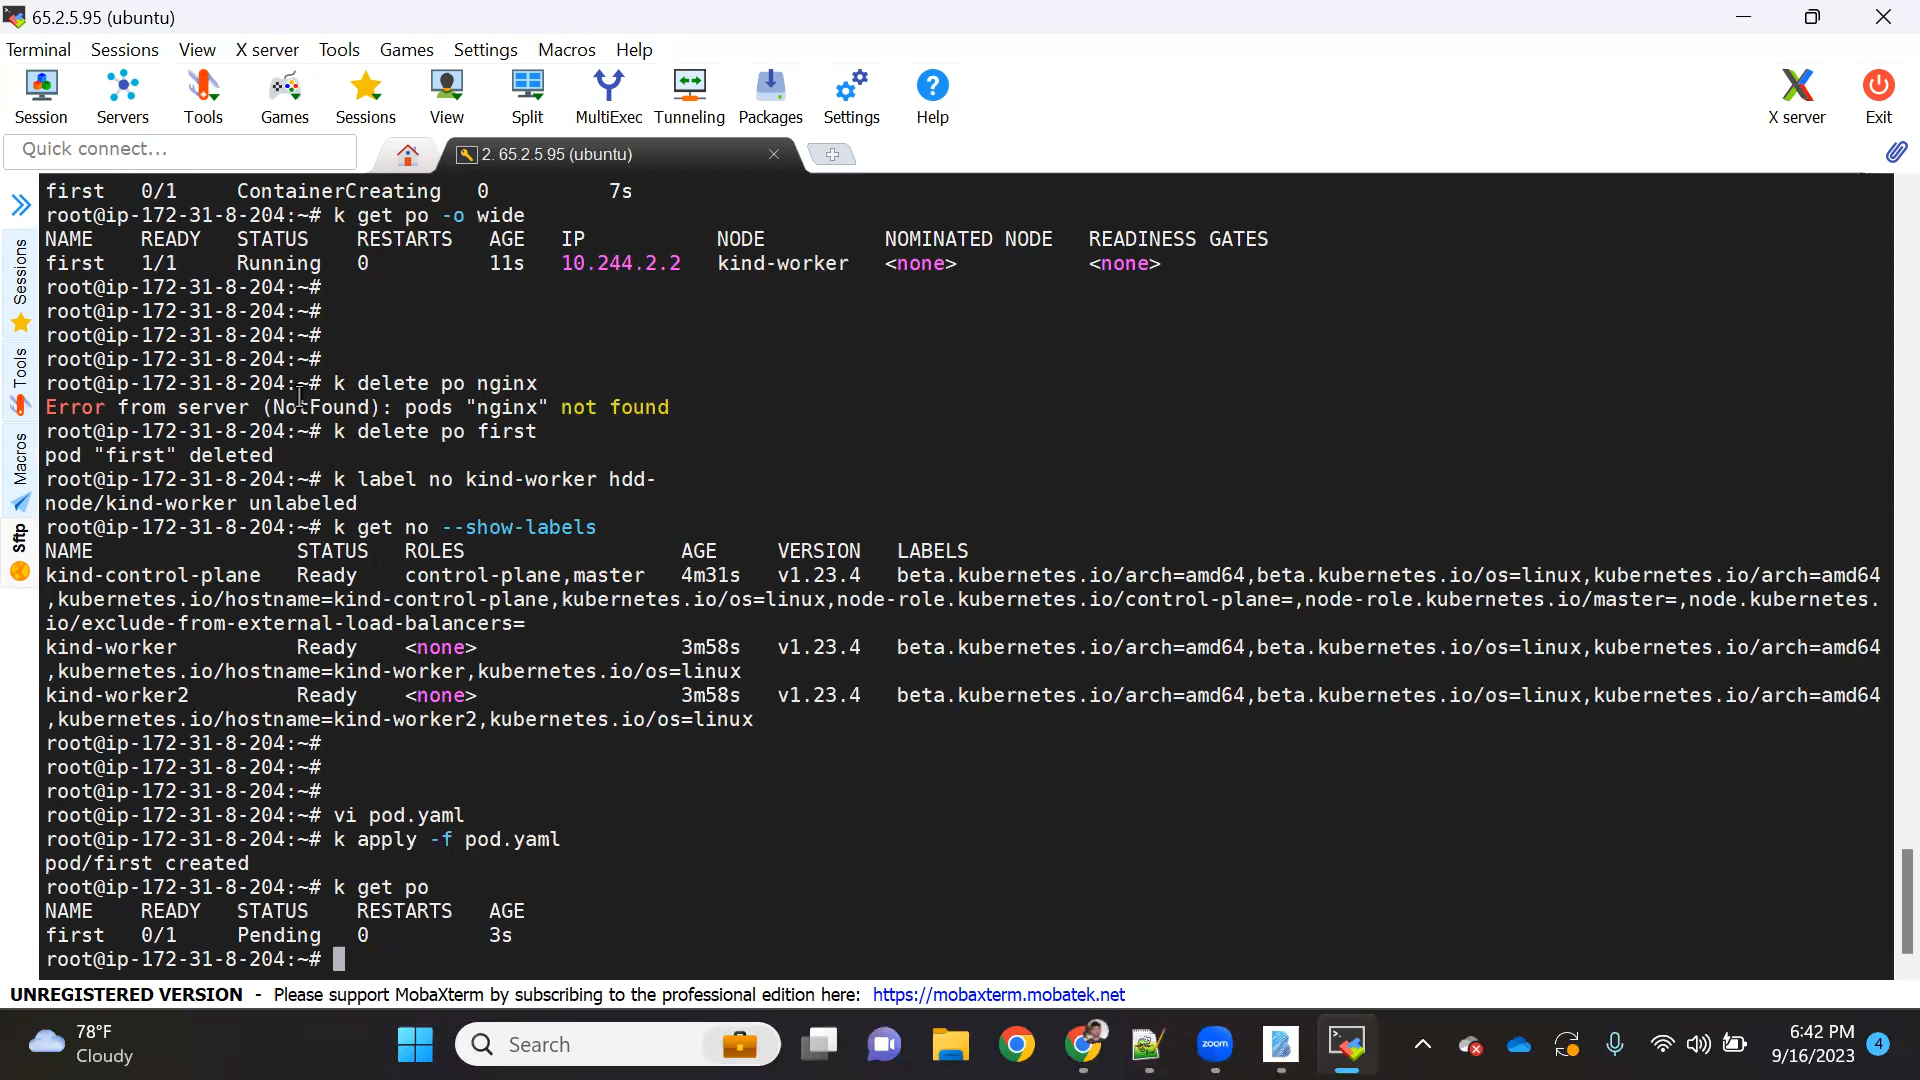 65.2.5.95 (ubuntu)
Terminal Sessions View X server Tools Games Settings Macros Help
Session Servers Tools Games Sessions View Split MultiExec Tunneling Packages Settings Help X server Exit
Quick connect...
2. 65.2.5.95 (ubuntu)
Sessions
Tools
Macros
Sftp
first 0/1 ContainerCreating 0 7s
root@ip-172-31-8-204:~# k get po -o wide
NAME READY STATUS RESTARTS AGE IP NODE NOMINATED NODE READINESS GATES
first 1/1 Running 0 11s 10.244.2.2 kind-worker <none> <none>
root@ip-172-31-8-204:~#
root@ip-172-31-8-204:~#
root@ip-172-31-8-204:~#
root@ip-172-31-8-204:~#
root@ip-172-31-8-204:~# k delete po nginx
Error from server (NotFound): pods "nginx" not found
root@ip-172-31-8-204:~# k delete po first
pod "first" deleted
root@ip-172-31-8-204:~# k label no kind-worker hdd-
node/kind-worker unlabeled
root@ip-172-31-8-204:~# k get no --show-labels
NAME STATUS ROLES AGE VERSION LABELS
kind-control-plane Ready control-plane,master 4m31s v1.23.4 beta.kubernetes.io/arch=amd64,beta.kubernetes.io/os=linux,kubernetes.io/arch=amd64
,kubernetes.io/hostname=kind-control-plane,kubernetes.io/os=linux,node-role.kubernetes.io/control-plane=,node-role.kubernetes.io/master=,node.kubernetes.
io/exclude-from-external-load-balancers=
kind-worker Ready <none> 3m58s v1.23.4 beta.kubernetes.io/arch=amd64,beta.kubernetes.io/os=linux,kubernetes.io/arch=amd64
,kubernetes.io/hostname=kind-worker,kubernetes.io/os=linux
kind-worker2 Ready <none> 3m58s v1.23.4 beta.kubernetes.io/arch=amd64,beta.kubernetes.io/os=linux,kubernetes.io/arch=amd64
,kubernetes.io/hostname=kind-worker2,kubernetes.io/os=linux
root@ip-172-31-8-204:~#
root@ip-172-31-8-204:~#
root@ip-172-31-8-204:~#
root@ip-172-31-8-204:~# vi pod.yaml
root@ip-172-31-8-204:~# k apply -f pod.yaml
pod/first created
root@ip-172-31-8-204:~# k get po
NAME READY STATUS RESTARTS AGE
first 0/1 Pending 0 3s
root@ip-172-31-8-204:~#
UNREGISTERED VERSION - Please support MobaXterm by subscribing to the professional edition here: https://mobaxterm.mobatek.net
78°F
Cloudy
Search
zoom
6:42 PM
9/16/2023
4